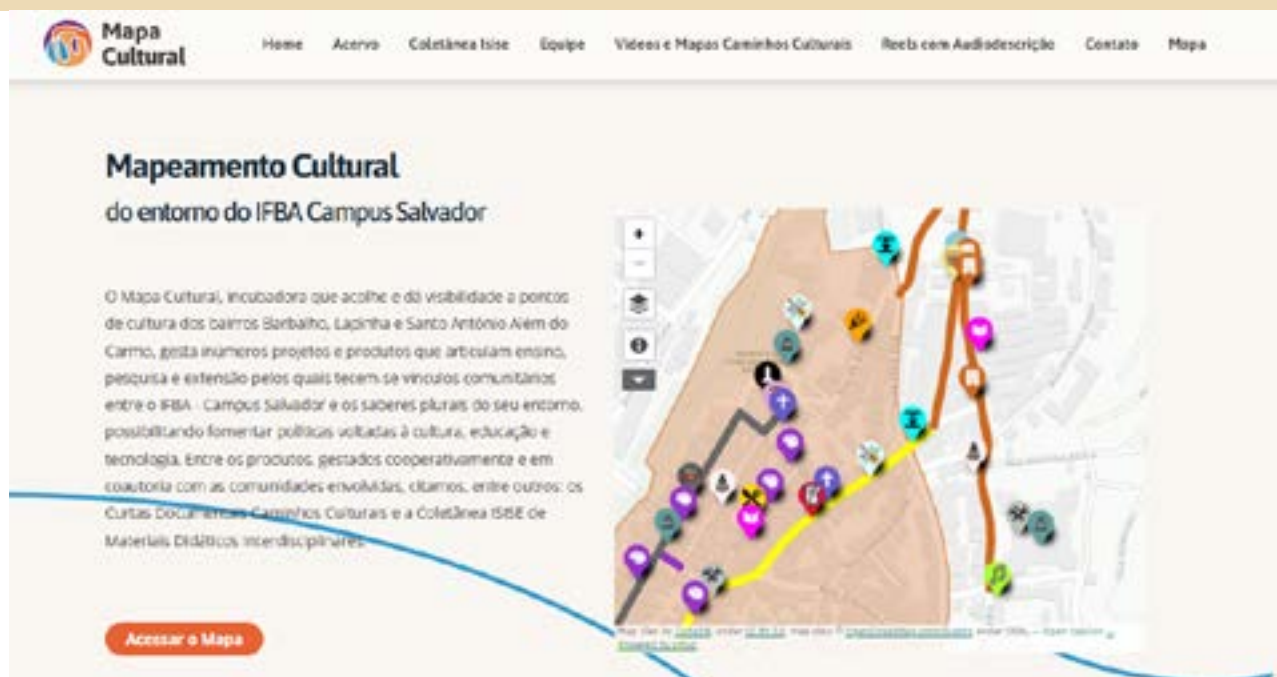 Mapa
Cultural
Home Acervo Coletânea Isise Equipe Vídeos e Mapas Caminhos Culturais Reels com Audiodescrição Contato Mapa
Mapeamento Cultural
do entorno do IFBA Campus Salvador
O Mapa Cultural, incubadora que acolhe e dá visibilidade a pontos
de cultura dos bairros Barbalho, Lapinha e Santo Antônio Além do
Carmo, gesta inúmeros projetos e produtos que articulam ensino,
pesquisa e extensão pelos quais tecem-se vínculos comunitários
entre o IFBA - Campus Salvador e os saberes plurais do seu entorno,
possibilitando fomentar políticas voltadas à cultura, educação e
tecnologia. Entre os produtos, gestados cooperativamente e em
coautoria com as comunidades envolvidas, citamos, entre outros: os
Curtas Documentais Caminhos Culturais e a Coletânea ISISE de
Materiais Didáticos Interdisciplinares.
Acessar o Mapa